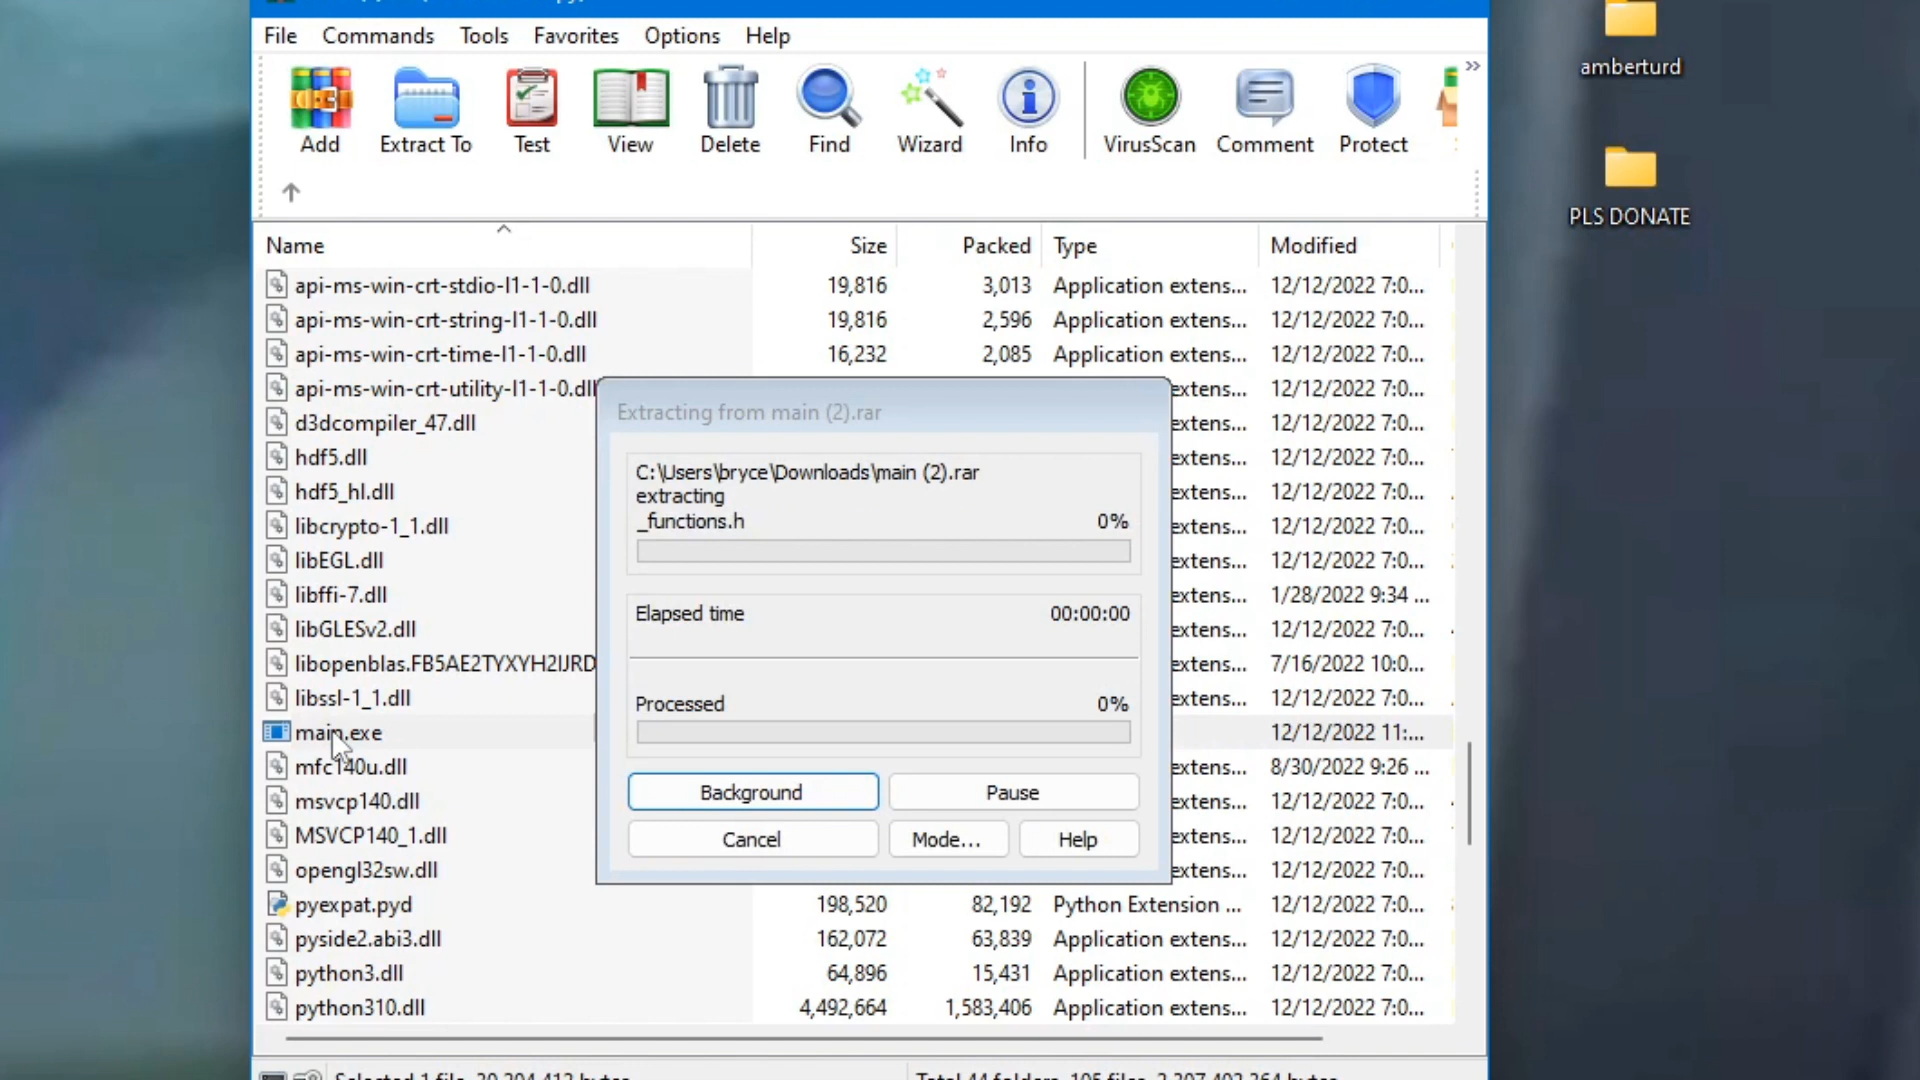 File Commands Tools Favorites Options Help
Add Extract To Test View Delete Find Wizard Info VirusScan Comment Protect
Name Size Packed Type Modified
api-ms-win-crt-stdio-l1-1-0.dll 19,816 3,013 Application extens... 12/12/2022 7:0...
api-ms-win-crt-string-l1-1-0.dll 19,816 2,596 Application extens... 12/12/2022 7:0...
api-ms-win-crt-time-l1-1-0.dll 16,232 2,085 Application extens... 12/12/2022 7:0...
api-ms-win-crt-utility-l1-1-0.dll extens... 12/12/2022 7:0...
d3dcompiler_47.dll extens... 12/12/2022 7:0...
hdf5.dll extens... 12/12/2022 7:0...
hdf5_hl.dll extens... 12/12/2022 7:0...
libcrypto-1_1.dll extens... 12/12/2022 7:0...
libEGL.dll extens... 12/12/2022 7:0...
libffi-7.dll extens... 1/28/2022 9:34 ...
libGLESv2.dll extens... 12/12/2022 7:0...
libopenblas.FB5AE2TYXYH2IJRD extens... 7/16/2022 10:0...
libssl-1_1.dll extens... 12/12/2022 7:0...
main.exe 12/12/2022 11:...
mfc140u.dll extens... 8/30/2022 9:26 ...
msvcp140.dll extens... 12/12/2022 7:0...
MSVCP140_1.dll extens... 12/12/2022 7:0...
opengl32sw.dll extens... 12/12/2022 7:0...
pyexpat.pyd 198,520 82,192 Python Extension ... 12/12/2022 7:0...
pyside2.abi3.dll 162,072 63,839 Application extens... 12/12/2022 7:0...
python3.dll 64,896 15,431 Application extens... 12/12/2022 7:0...
python310.dll 4,492,664 1,583,406 Application extens... 12/12/2022 7:0...
Extracting from main (2).rar
C:\Users\bryce\Downloads\main (2).rar
extracting
_functions.h 0%
Elapsed time 00:00:00
Processed 0%
Background Pause
Cancel Mode... Help
amberturd
PLS DONATE